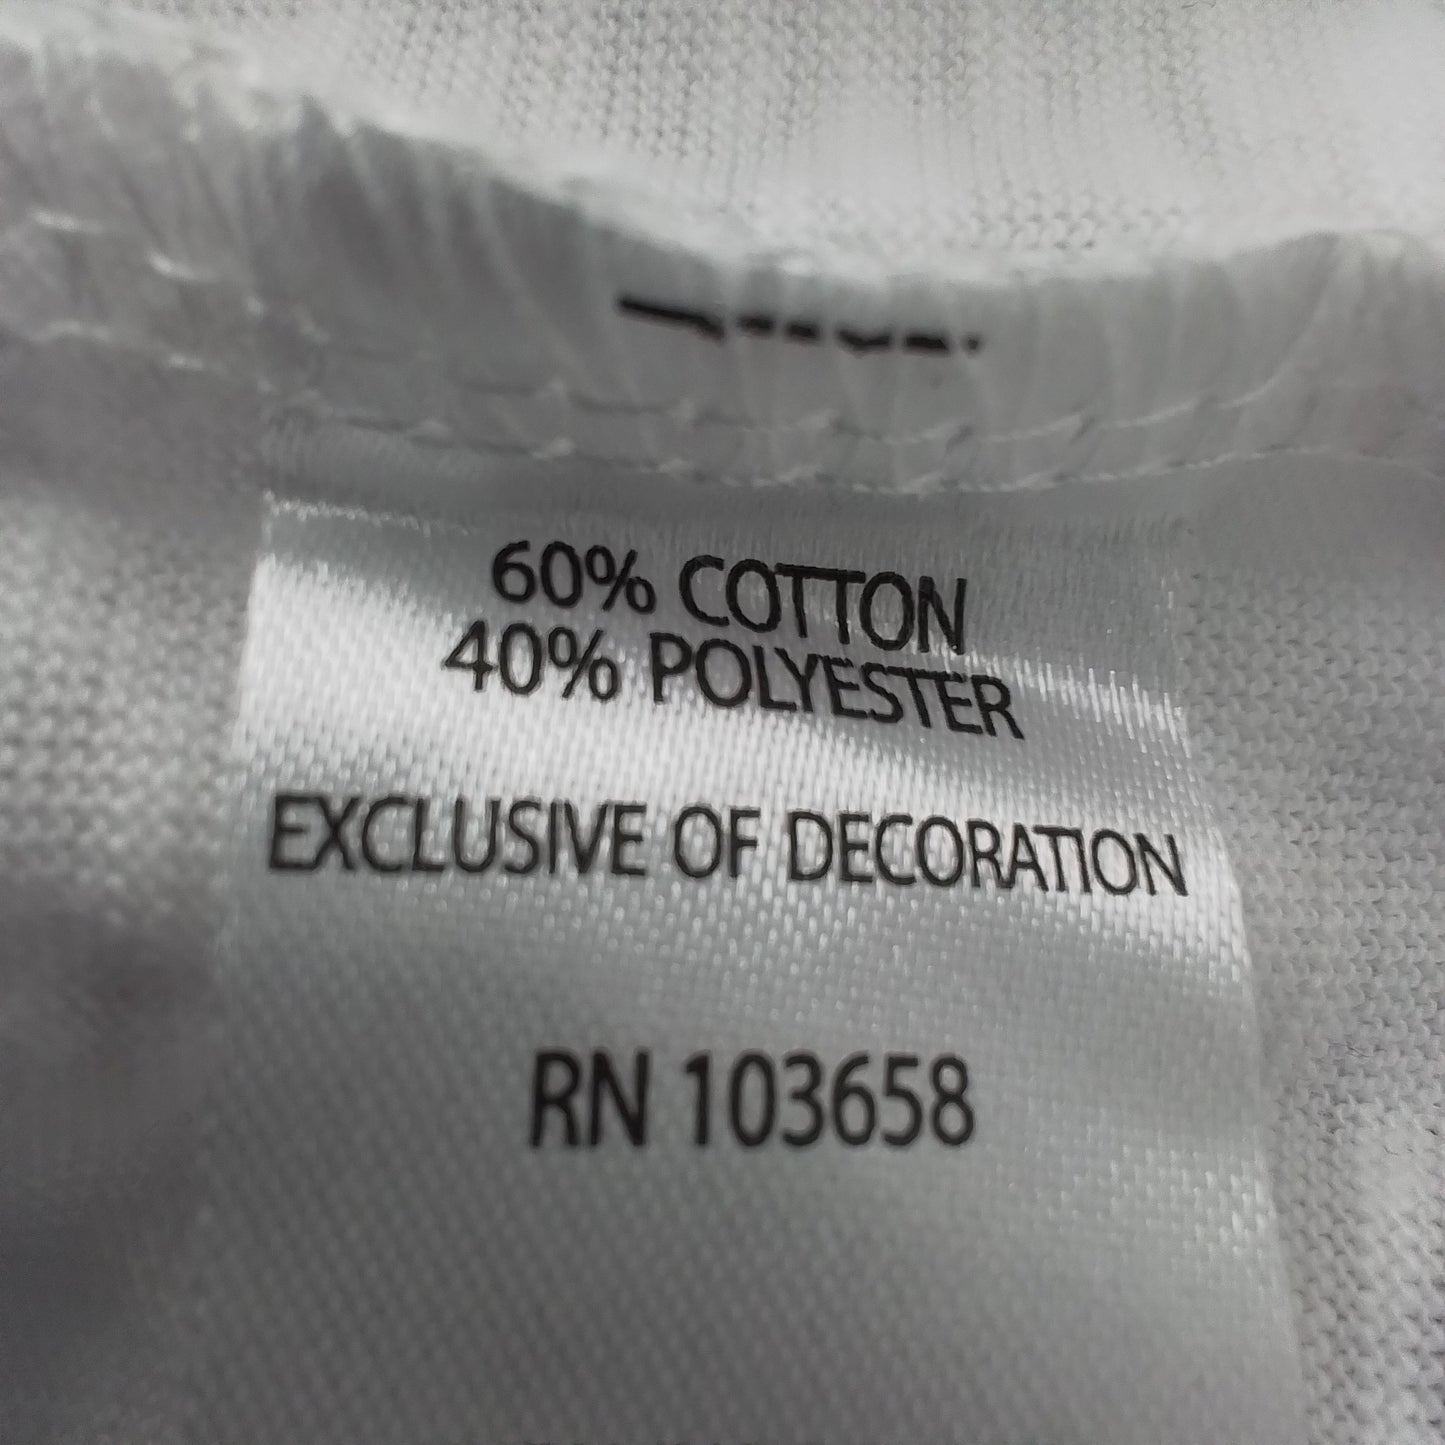 60% COTTON
40% POLYESTER
EXCLUSIVE OF DECORATION
RN 103658